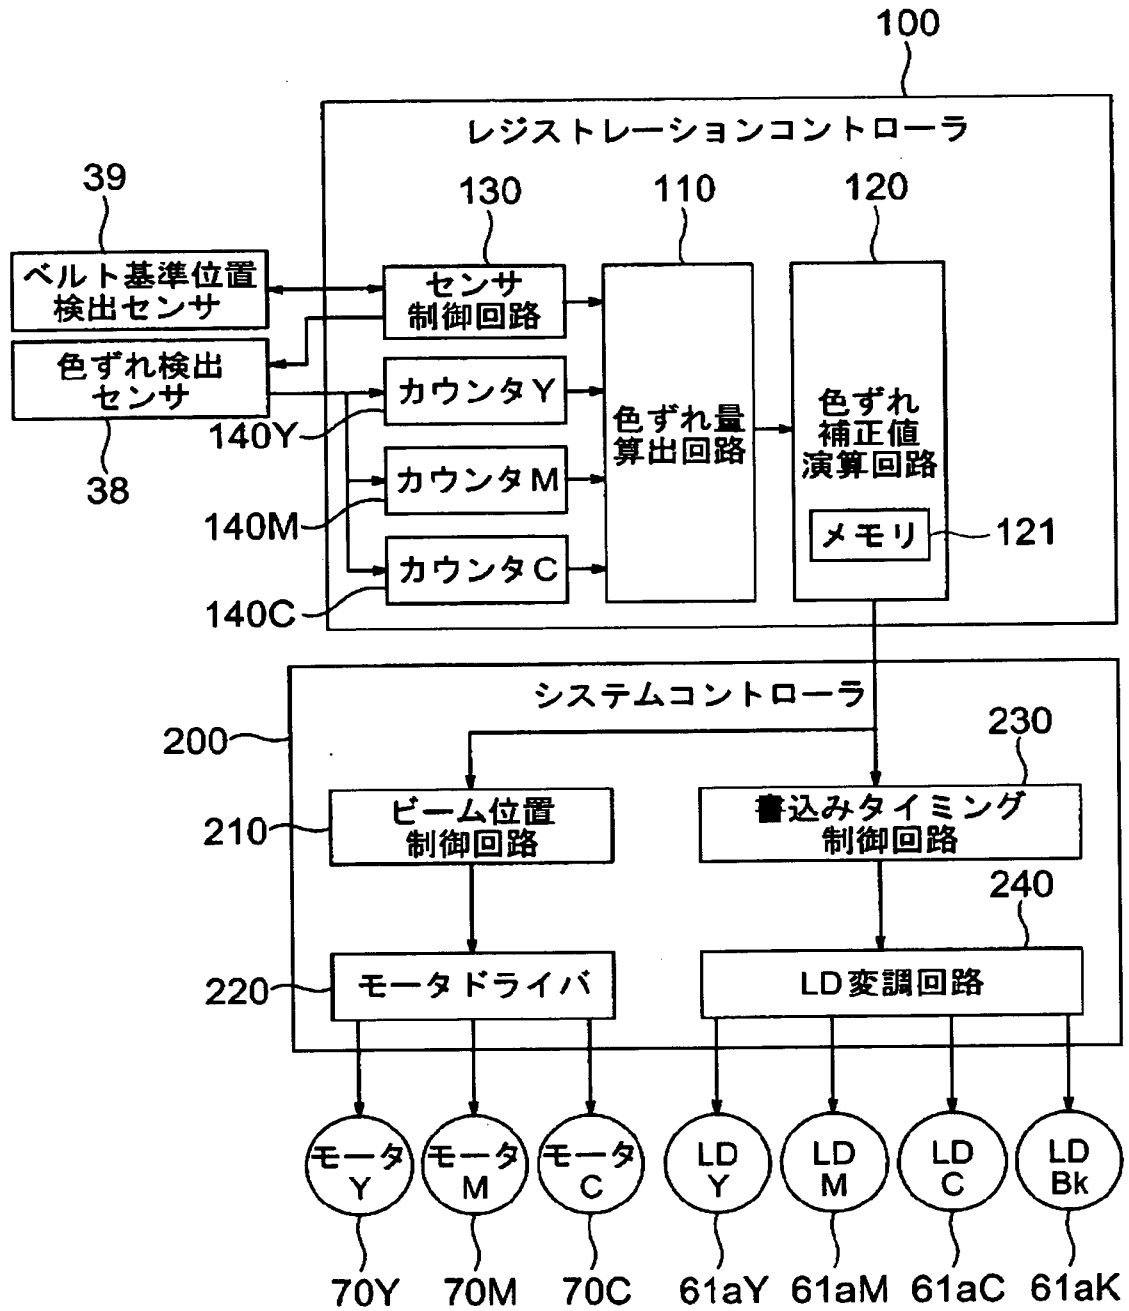 100
レジストレーションコントローラ
39
130
110
120
ベルト基準位置
検出センサ
センサ
制御回路
色ずれ検出
センサ
38
カウンタY
140Y
カウンタM
140M
カウンタC
140C
色ずれ量
算出回路
色ずれ
補正値
演算回路
メモリ
121
システムコントローラ
200
230
ビーム位置
制御回路
210
書込みタイミング
制御回路
240
モータドライバ
220
LD変調回路
モータ
Y
モータ
M
モータ
C
LD
Y
LD
M
LD
C
LD
Bk
70Y
70M
70C
61aY
61aM
61aC
61aK